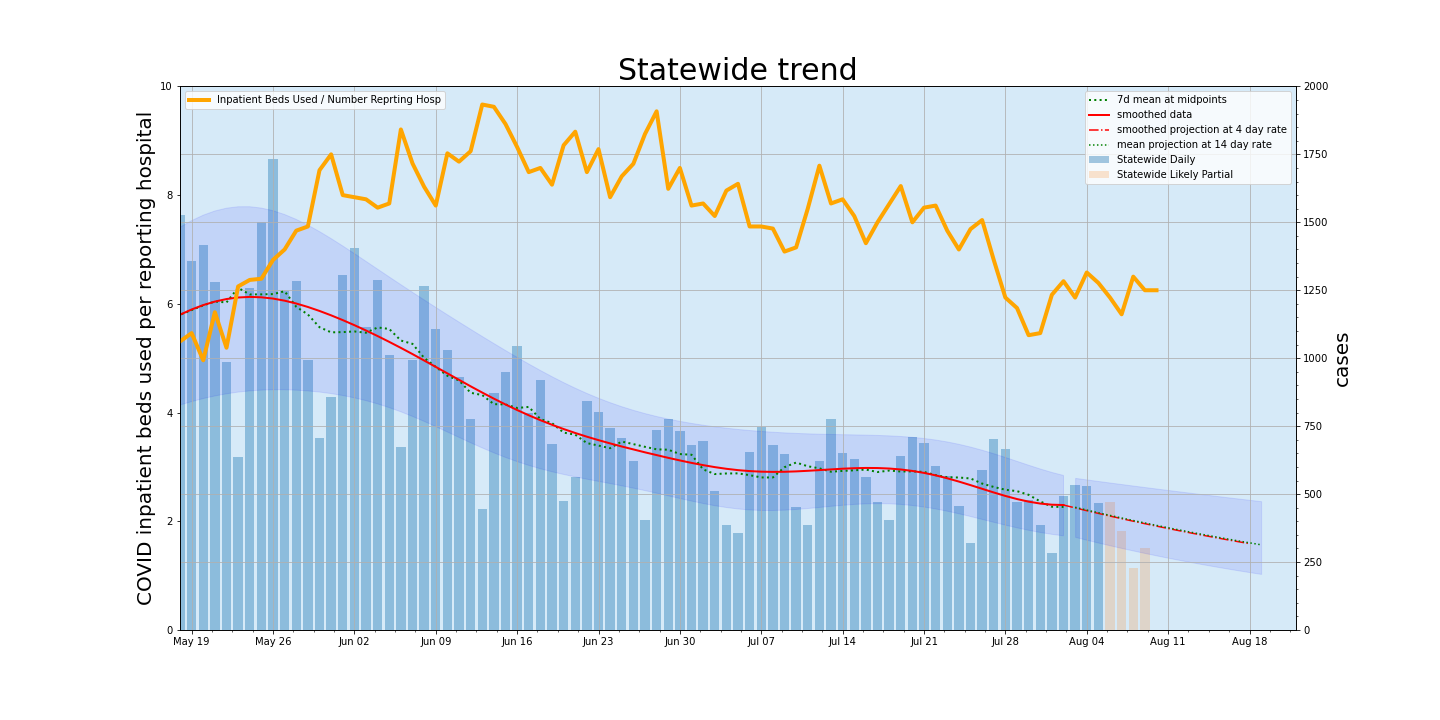 Statewide trend
Inpatient Beds Used / Number Reprting Hosp
7d mean at midpoints
smoothed data
smoothed projection at 4 day rate
mean projection at 14 day rate
Statewide Daily
Statewide Likely Partial
COVID inpatient beds used per reporting hospital
10
8
6
4
2
0
2000
1750
1500
1250
1000
750
500
250
0
cases
May 19 May 26 Jun 02 Jun 09 Jun 16 Jun 23 Jun 30 Jul 07 Jul 14 Jul 21 Jul 28 Aug 04 Aug 11 Aug 18